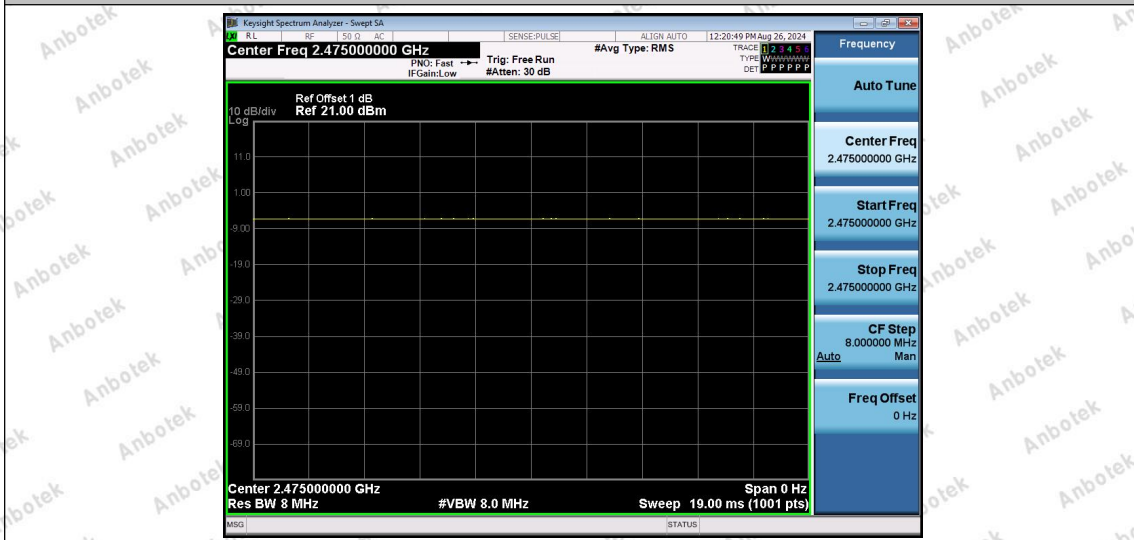 Keysight Spectrum Analyzer - Swept SA
RL RF 50 Ω AC SENSE:PULSE ALIGN AUTO 12:20:49 PM Aug 26, 2024
Center Freq 2.475000000 GHz
PNO: Fast
IFGain:Low
Trig: Free Run
#Atten: 30 dB
#Avg Type: RMS
TRACE 1 2 3 4 5 6
TYPE WWWWWW
DET P P P P P P
Ref Offset 1 dB
10 dB/div Ref 21.00 dBm
Log
11.0
1.00
-9.00
-19.0
-29.0
-39.0
-49.0
-59.0
-69.0
Center 2.475000000 GHz Span 0 Hz
Res BW 8 MHz #VBW 8.0 MHz Sweep 19.00 ms (1001 pts)
MSG STATUS
Frequency
Auto Tune
Center Freq
2.475000000 GHz
Start Freq
2.475000000 GHz
Stop Freq
2.475000000 GHz
CF Step
8.000000 MHz
Auto Man
Freq Offset
0 Hz
Anbotek